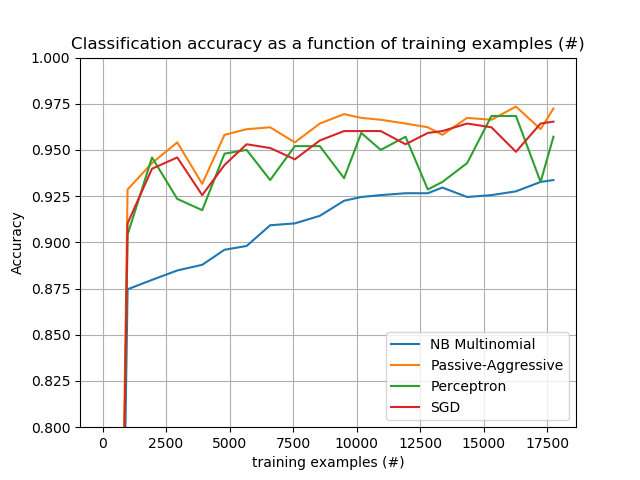 Classification accuracy as a function of training examples (#)
1.000
0.975
0.950
0.925
0.900
0.875
0.850
0.825
0.800
Accuracy
NB Multinomial
Passive-Aggressive
Perceptron
SGD
0 2500 5000 7500 10000 12500 15000 17500
training examples (#)